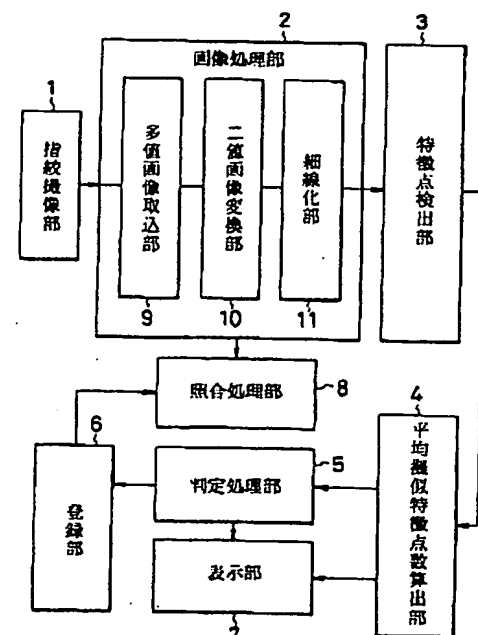 2
画像処理部
3
1
指紋撮像部
多値画像取込部
二値画像変換部
細線化部
特徴点検出部
9
10
11
照合処理部
8
6
登録部
判定処理部
5
4
平均擬似特徴点数算出部
表示部
7